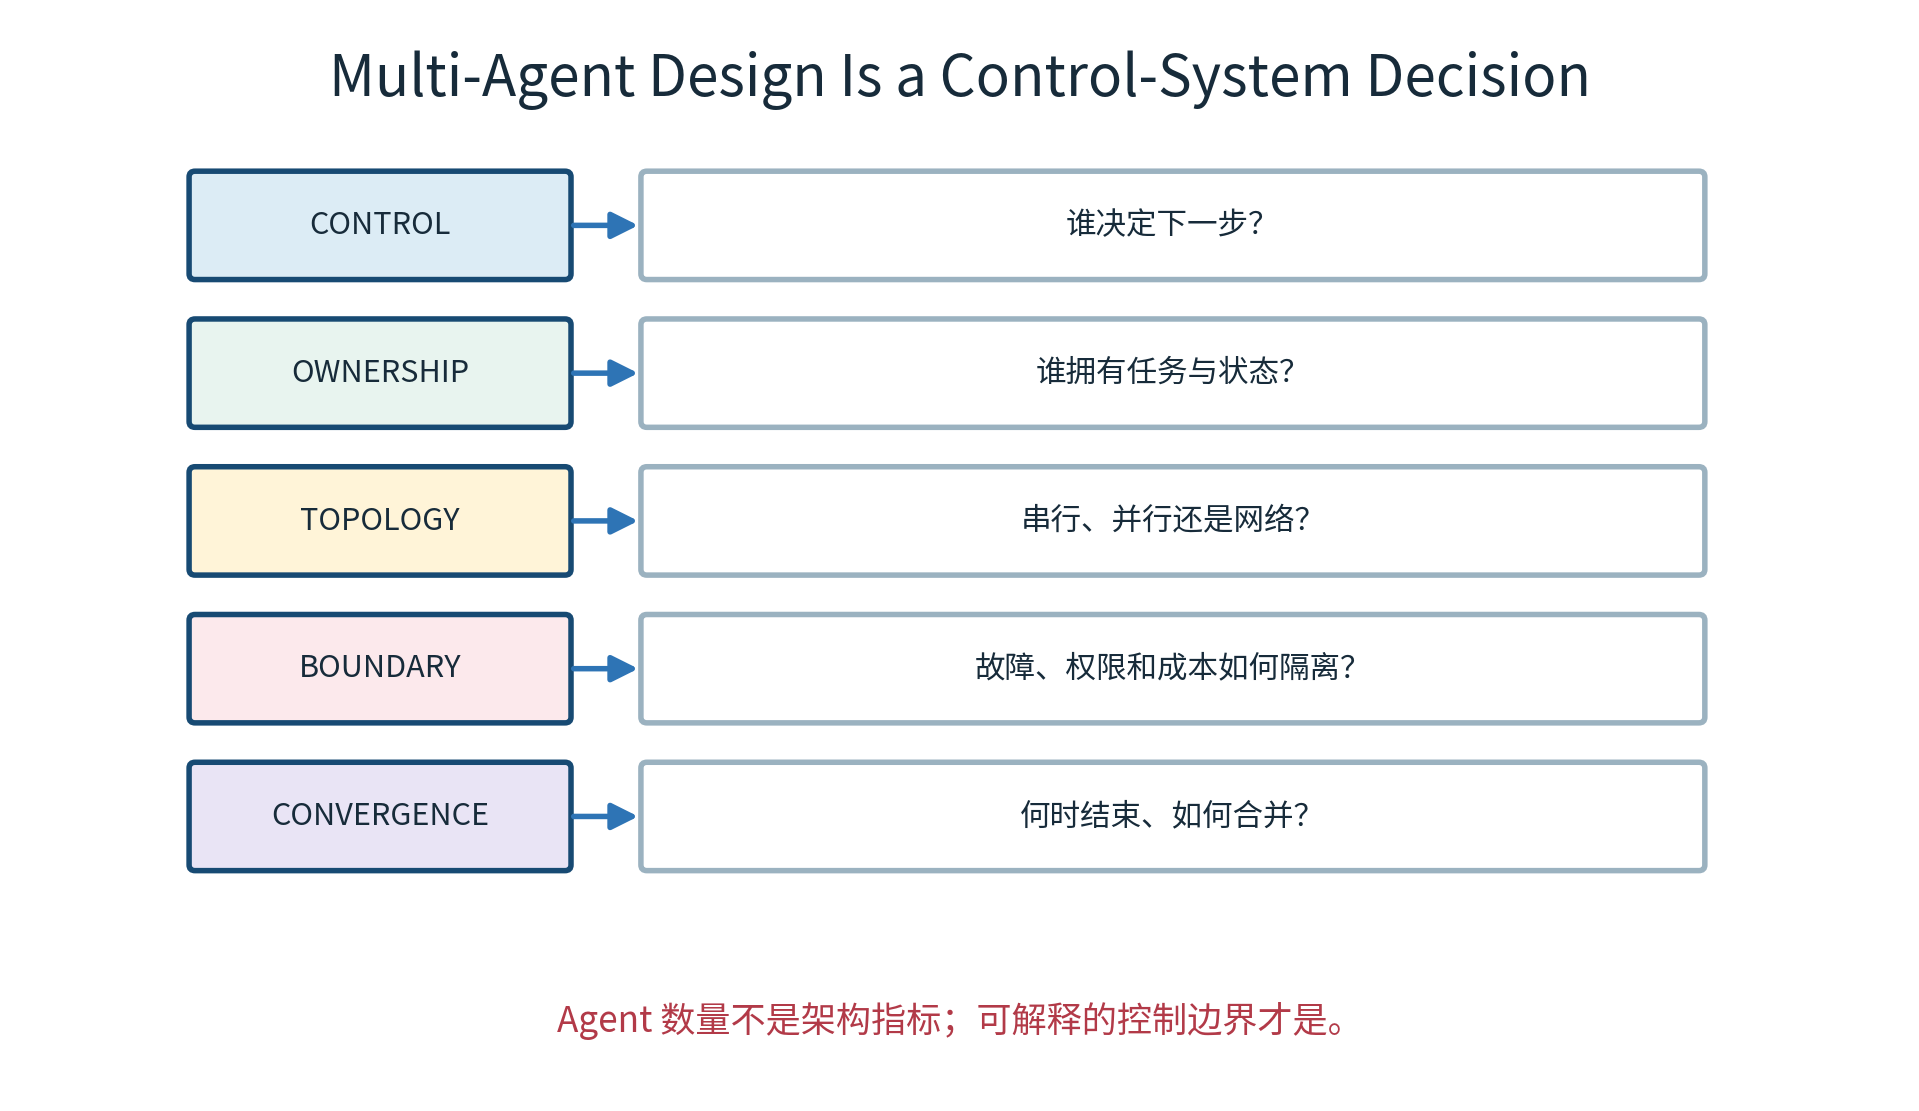 Multi-Agent Design Is a Control-System Decision
CONTROL
谁决定下一步？
OWNERSHIP
谁拥有任务与状态？
TOPOLOGY
串行、并行还是网络？
BOUNDARY
故障、权限和成本如何隔离？
CONVERGENCE
何时结束、如何合并？
Agent 数量不是架构指标；可解释的控制边界才是。